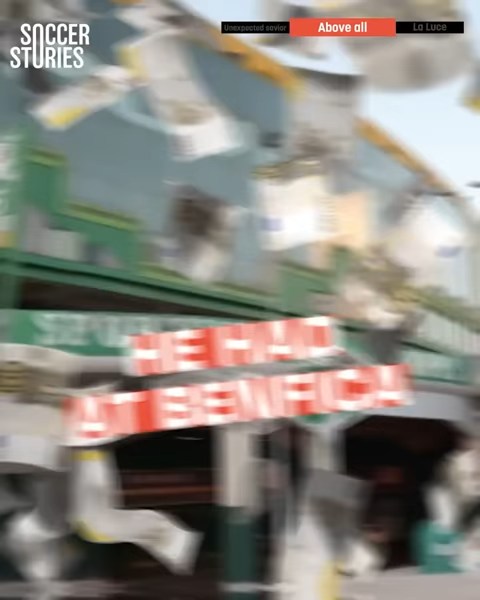 SOCCER
STORIES
Unexpected savior
Above all
La Luce
HE HAD
AT BENFICA